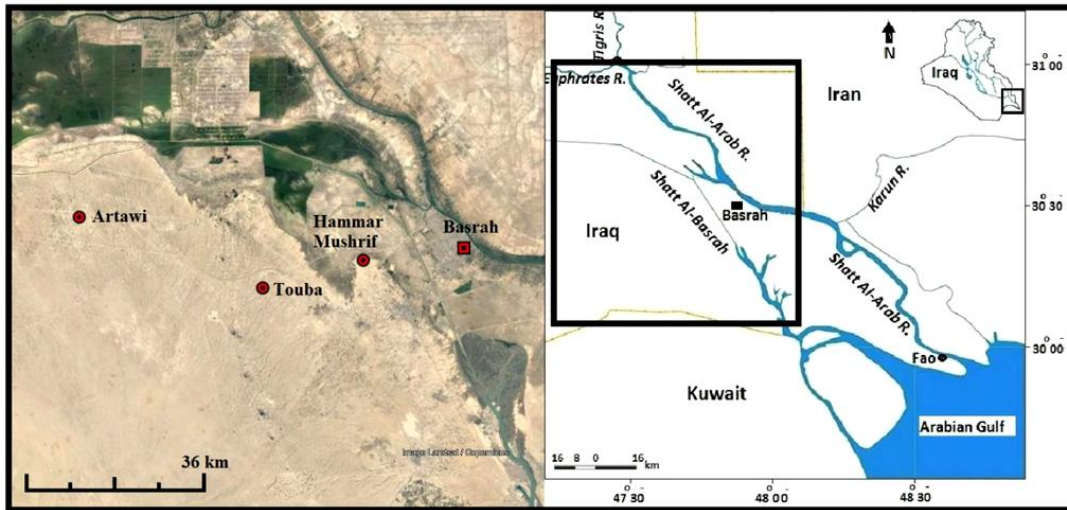 Artawi
Hammar
Mushrif
Basrah
Touba
36 km
Image Landsat / Copernicus
Tigris R.
Euphrates R.
Shatt Al-Arab R.
Iran
N
Iraq
31 00
Karun R.
Basrah
30 30
Iraq
Shatt Al-Basrah
Shatt Al-Arab R.
30 00
Fao
Kuwait
Arabian Gulf
16 8 0 16
km
47 30
48 00
48 30